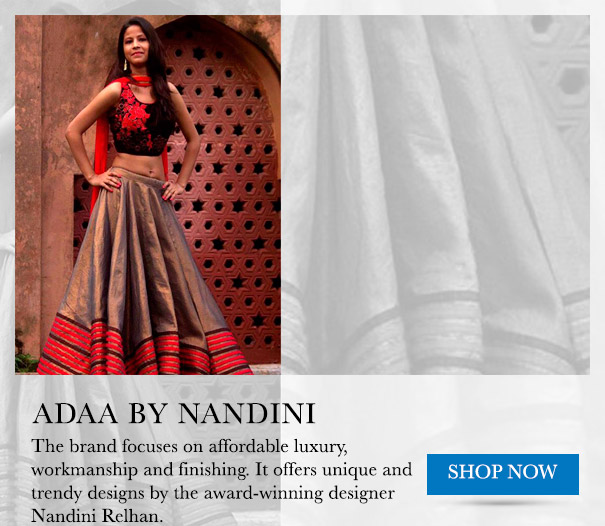 ADAA BY NANDINI
The brand focuses on affordable luxury,
workmanship and finishing. It offers unique and
trendy designs by the award-winning designer
Nandini Relhan.
SHOP NOW